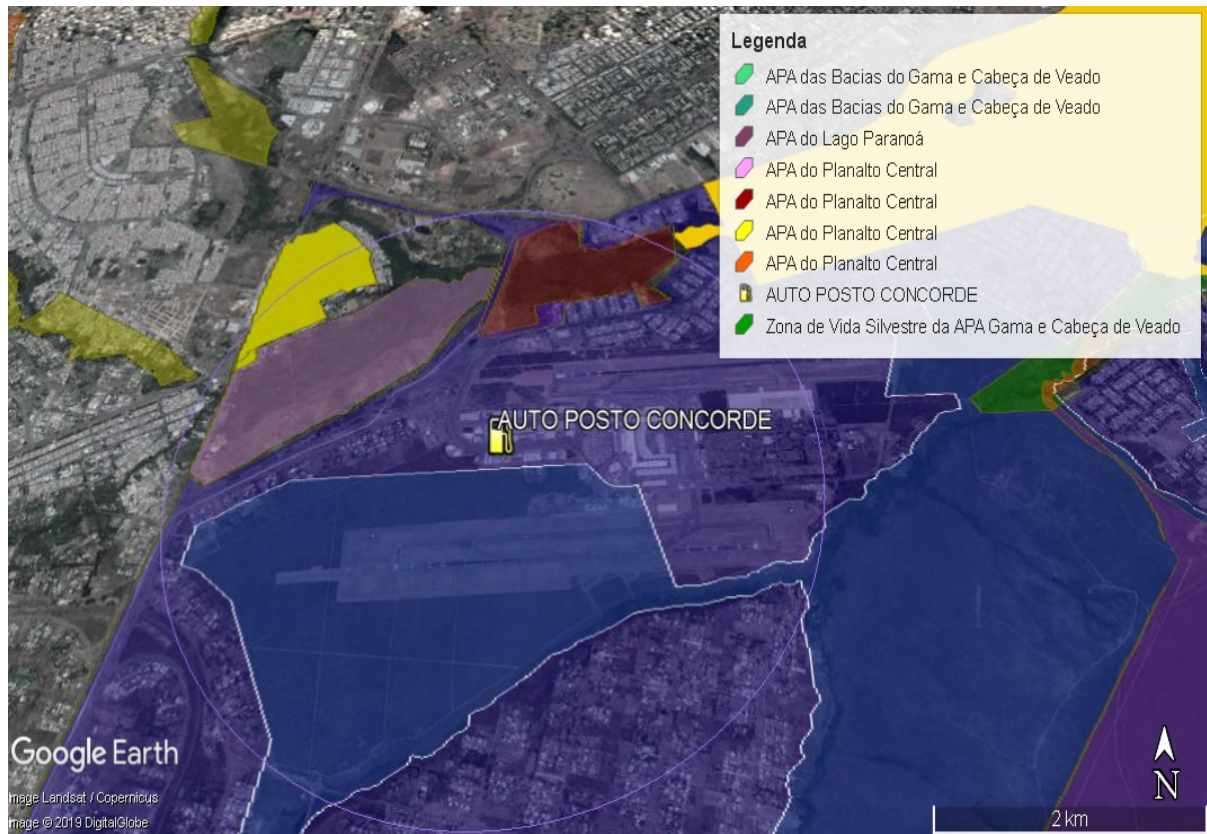 Legenda
APA das Bacias do Gama e Cabeça de Veado
APA das Bacias do Gama e Cabeça de Veado
APA do Lago Paranoá
APA do Planalto Central
APA do Planalto Central
APA do Planalto Central
APA do Planalto Central
AUTO POSTO CONCORDE
Zona de Vida Silvestre da APA Gama e Cabeça de Veado
AUTO POSTO CONCORDE
Google Earth
mage Landsat / Copernicus
mage © 2019 DigitalGlobe
N
2 km